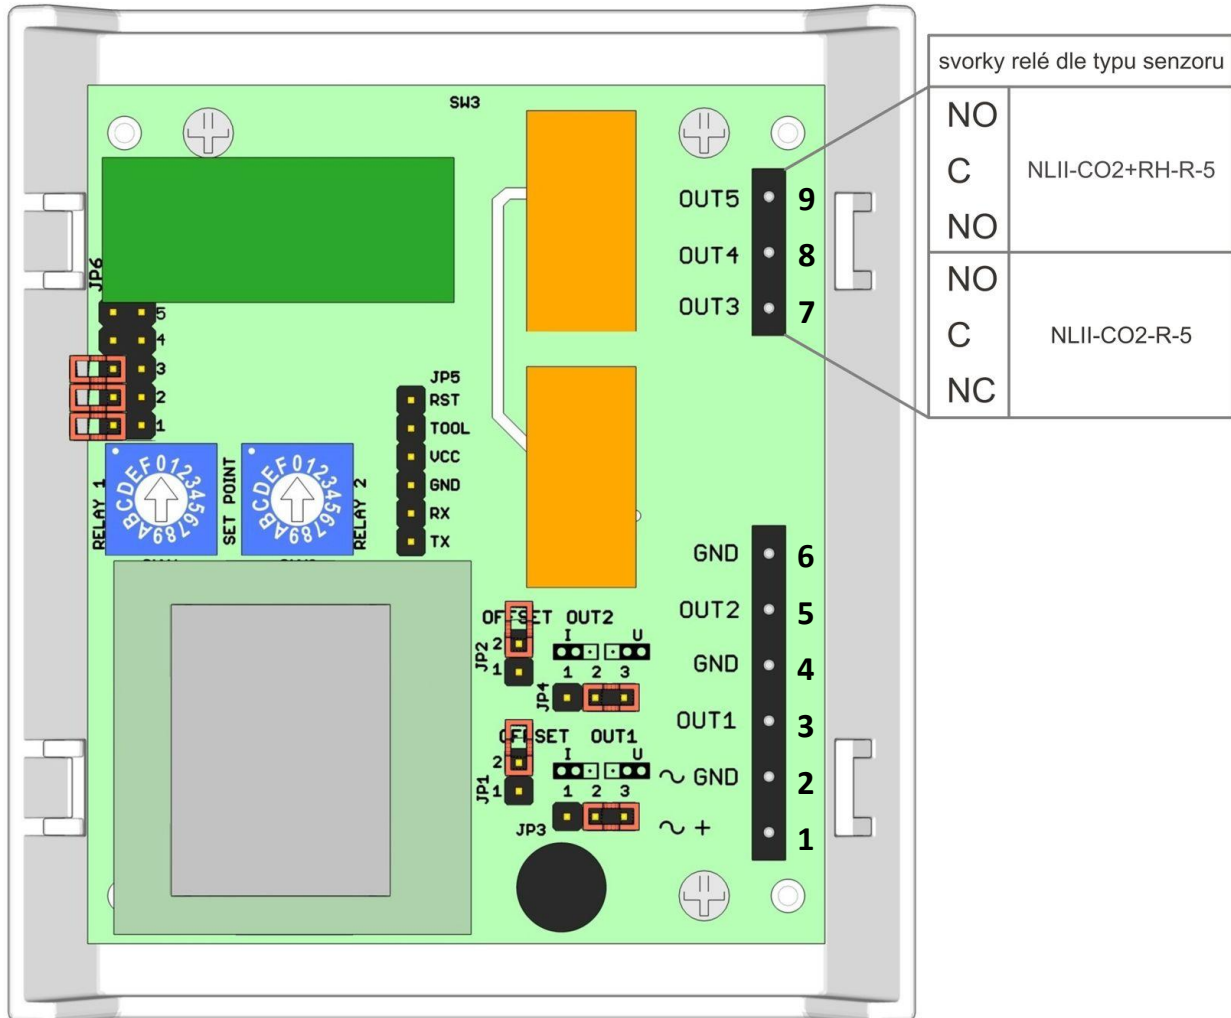 svorky relé dle typu senzoru
NO
C
NO
NLII-CO2+RH-R-5
NO
C
NC
NLII-CO2-R-5
SW3
OUT5 9
OUT4 8
OUT3 7
JP6
5
4
3
2
1
JP5
RST
TOOL
VCC
GND
RX
TX
RELAY 1
0123456789ABCDEF
SET POINT
0123456789ABCDEF
RELAY 2
GND 6
OUT2 5
GND 4
OUT1 3
~ GND 2
~ + 1
OFFSET OUT2
I U
JP2
2
1
1 2 3
JP4
OFFSET OUT1
I U
JP1
2
1
1 2 3
JP3